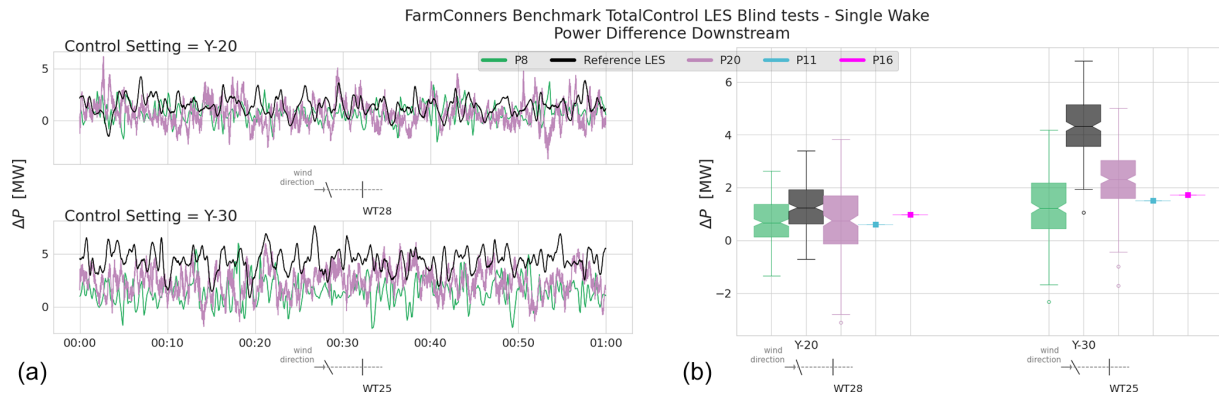 FarmConners Benchmark TotalControl LES Blind tests - Single Wake
Power Difference Downstream
P8 Reference LES P20 P11 P16
Control Setting = Y-20
5
0
wind
direction
WT28
ΔP [MW]
Control Setting = Y-30
5
0
00:00 00:10 00:20 00:30 00:40 00:50 01:00
wind
direction
WT25
(a)
ΔP [MW]
6
4
2
0
−2
Y-20 Y-30
wind
direction
WT28
wind
direction
WT25
(b)